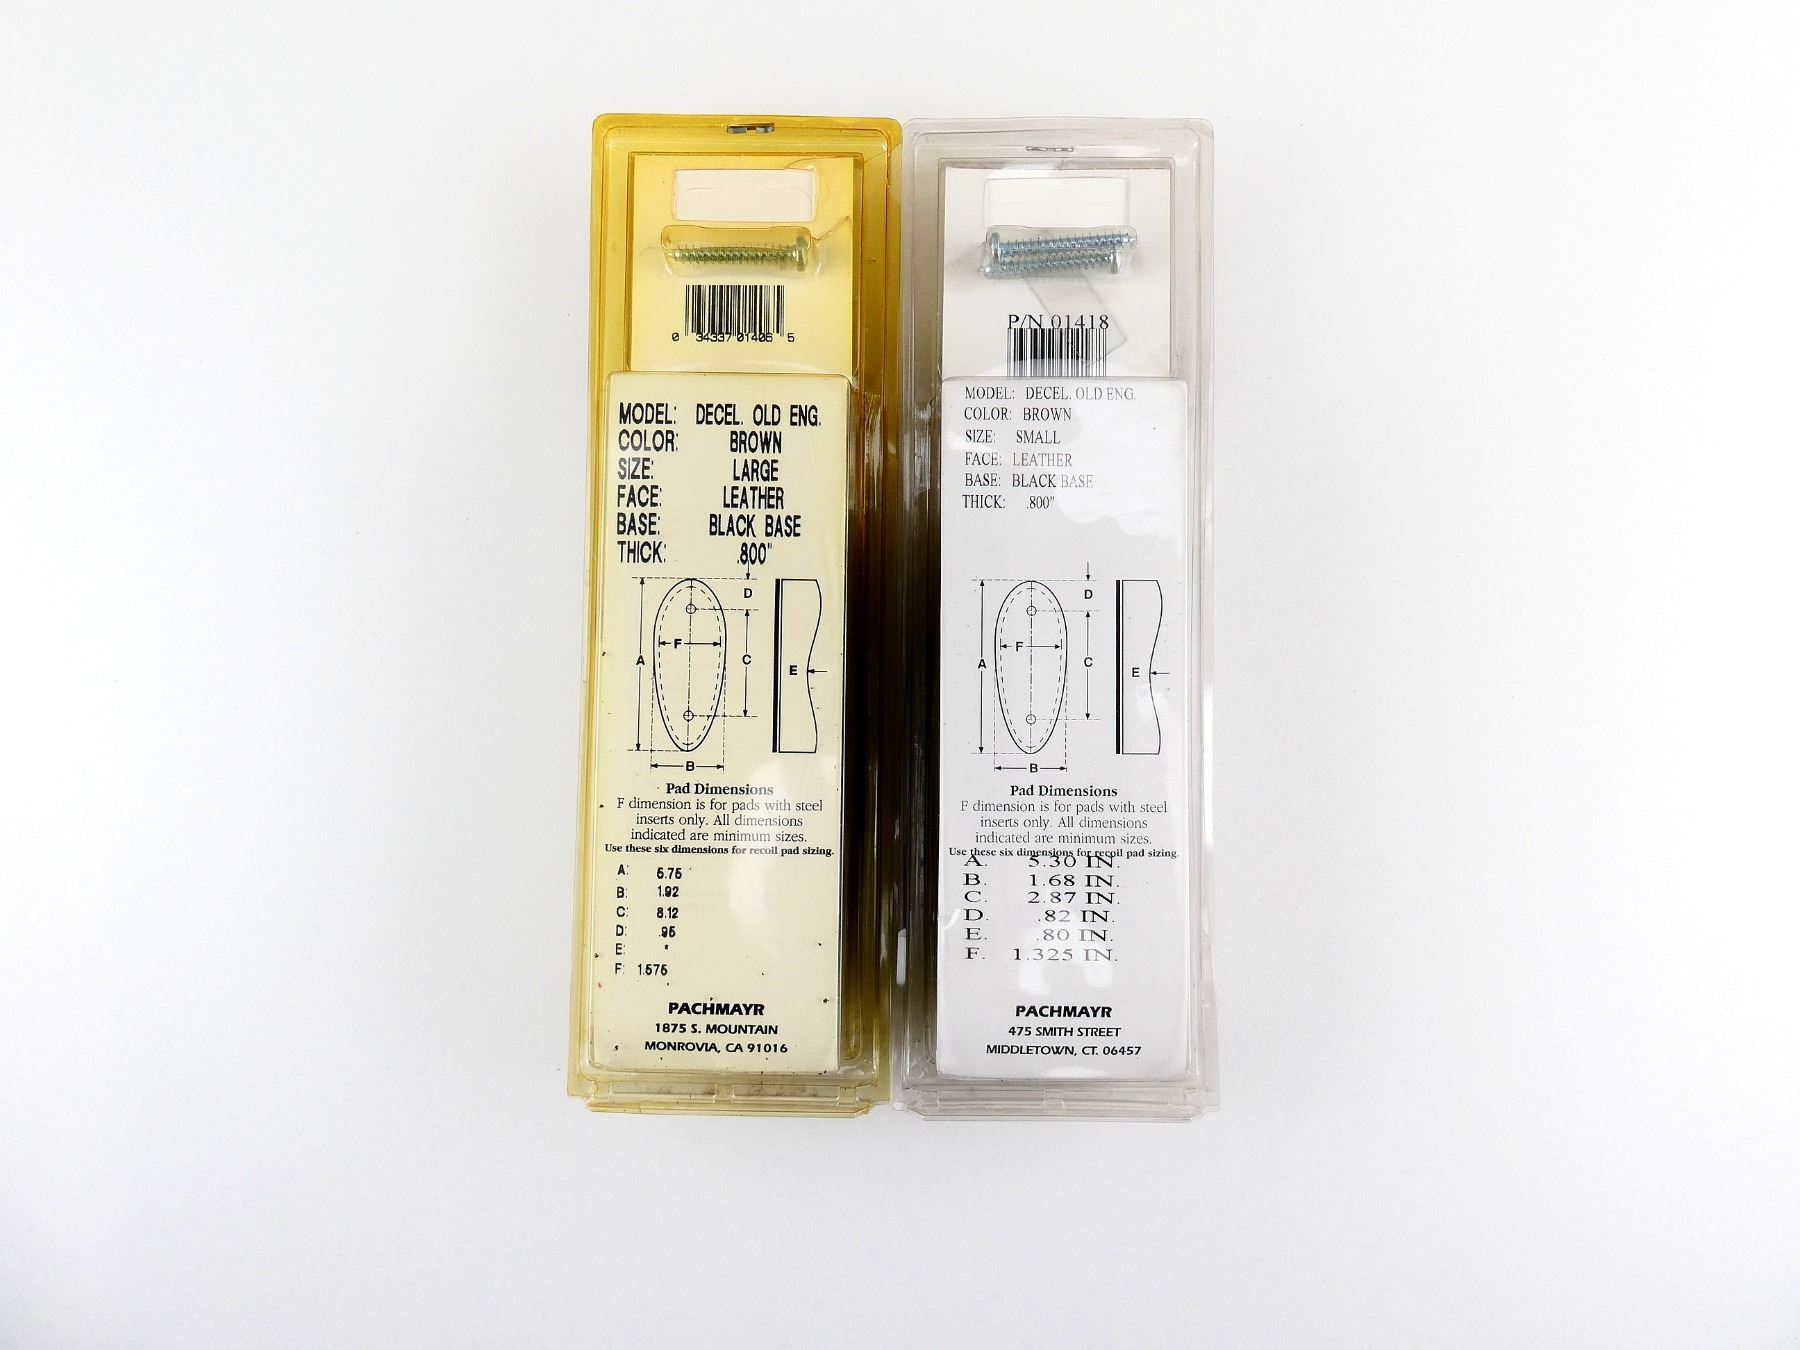 0 34337 01406 5
MODEL: DECEL. OLD ENG.
COLOR: BROWN
SIZE: LARGE
FACE: LEATHER
BASE: BLACK BASE
THICK: .800"
D
F
A
C
E
B
Pad Dimensions
F dimension is for pads with steel
inserts only. All dimensions
indicated are minimum sizes.
Use these six dimensions for recoil pad sizing.
A: 5.75
B: 1.92
C: 3.12
D: .95
E: *
F: 1.575
PACHMAYR
1875 S. MOUNTAIN
MONROVIA, CA 91016
P/N 01418
MODEL: DECEL. OLD ENG.
COLOR: BROWN
SIZE: SMALL
FACE: LEATHER
BASE: BLACK BASE
THICK: .800"
D
F
A
C
E
B
Pad Dimensions
F dimension is for pads with steel
inserts only. All dimensions
indicated are minimum sizes.
Use these six dimensions for recoil pad sizing.
A. 5.30 IN.
B. 1.68 IN.
C. 2.87 IN.
D. .82 IN.
E. .80 IN.
F. 1.325 IN.
PACHMAYR
475 SMITH STREET
MIDDLETOWN, CT. 06457